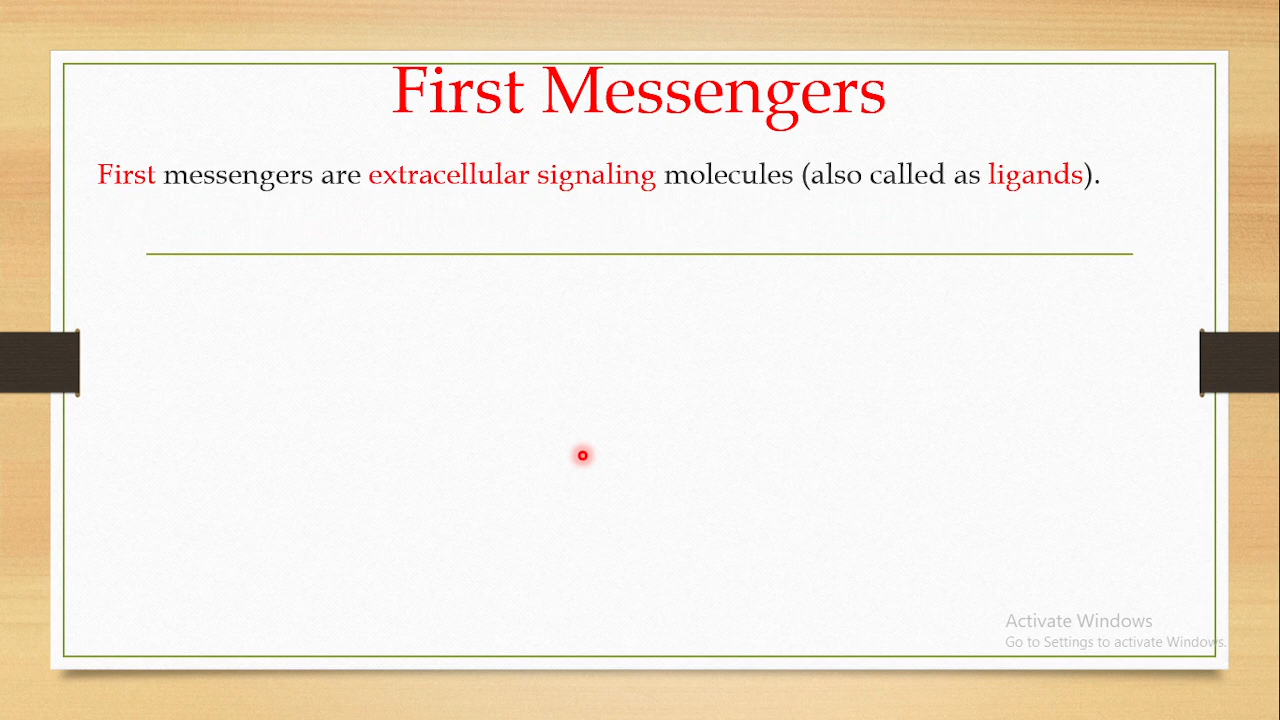 First Messengers
First messengers are extracellular signaling molecules (also called as ligands).
Activate Windows
Go to Settings to activate Windows.